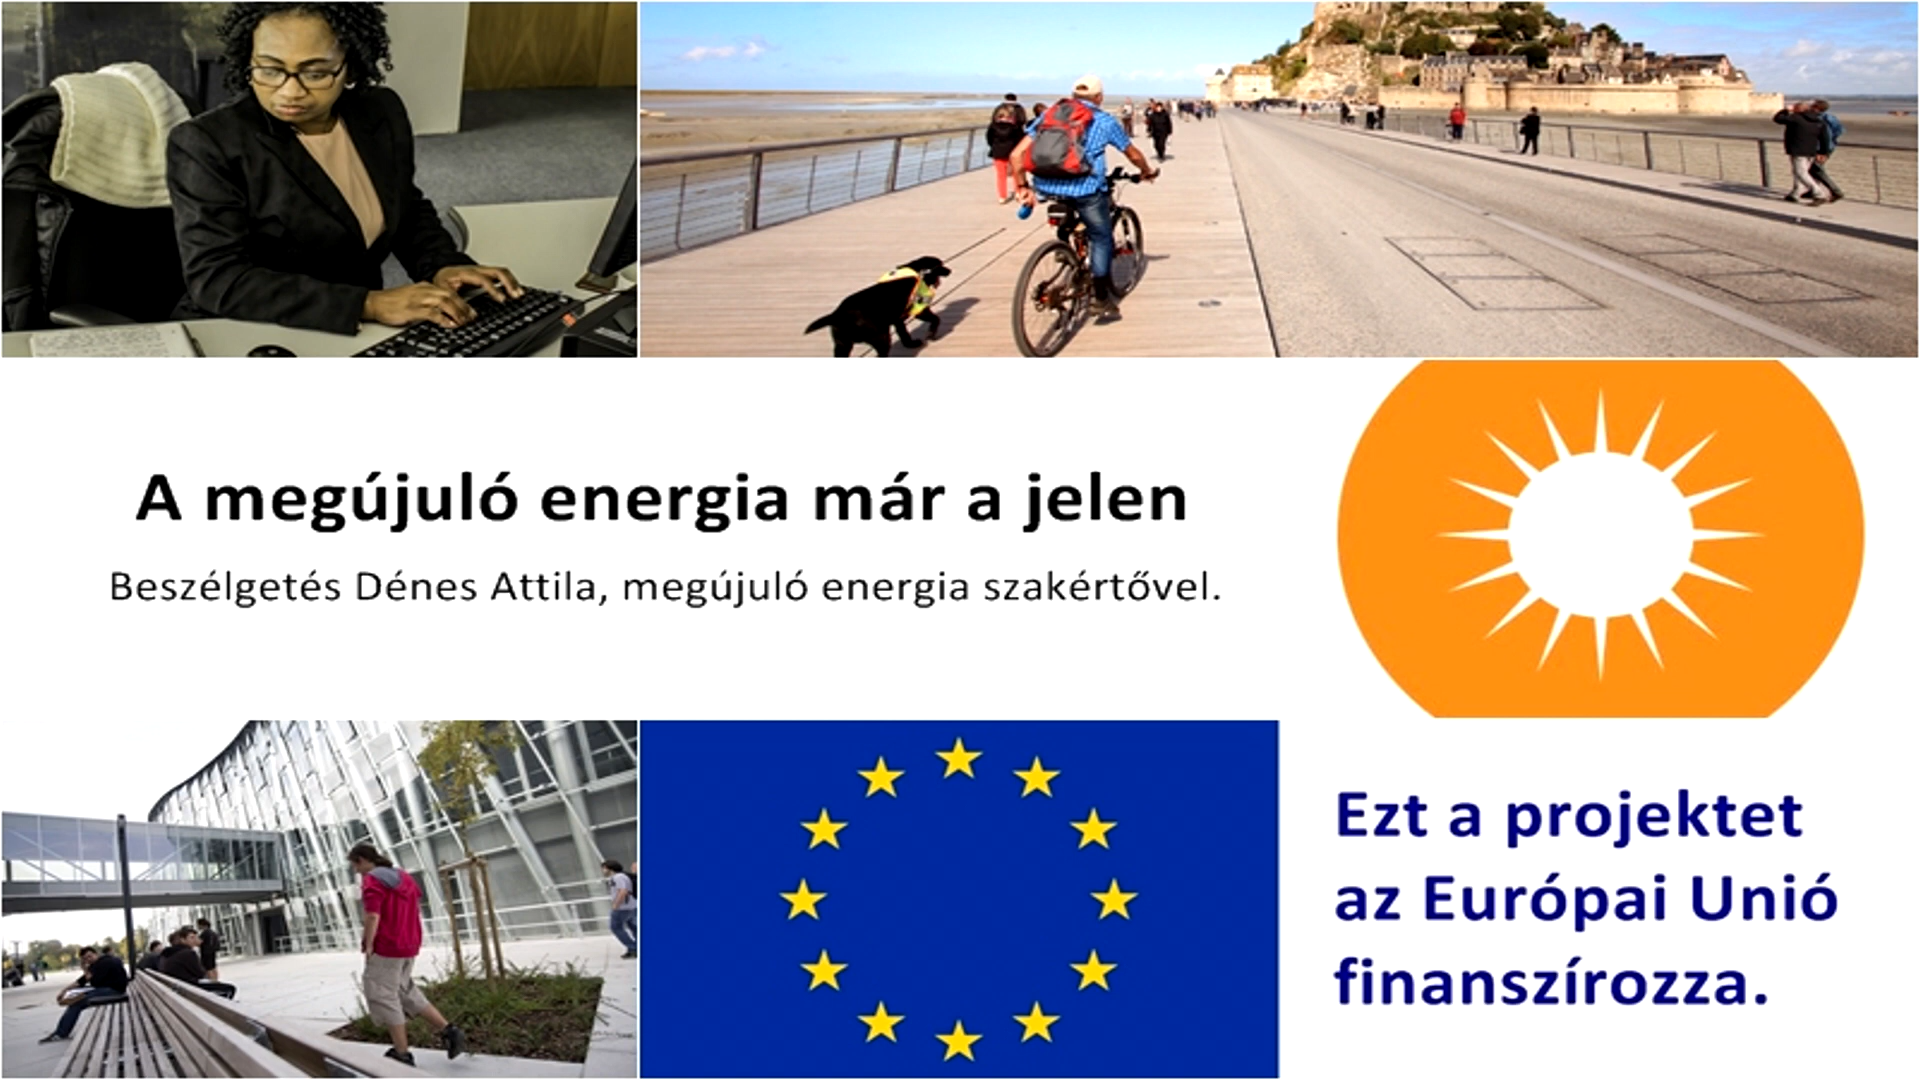 A megújuló energia már a jelen
Beszélgetés Dénes Attila, megújuló energia szakértővel.
Ezt a projektet
az Európai Unió
finanszírozza.